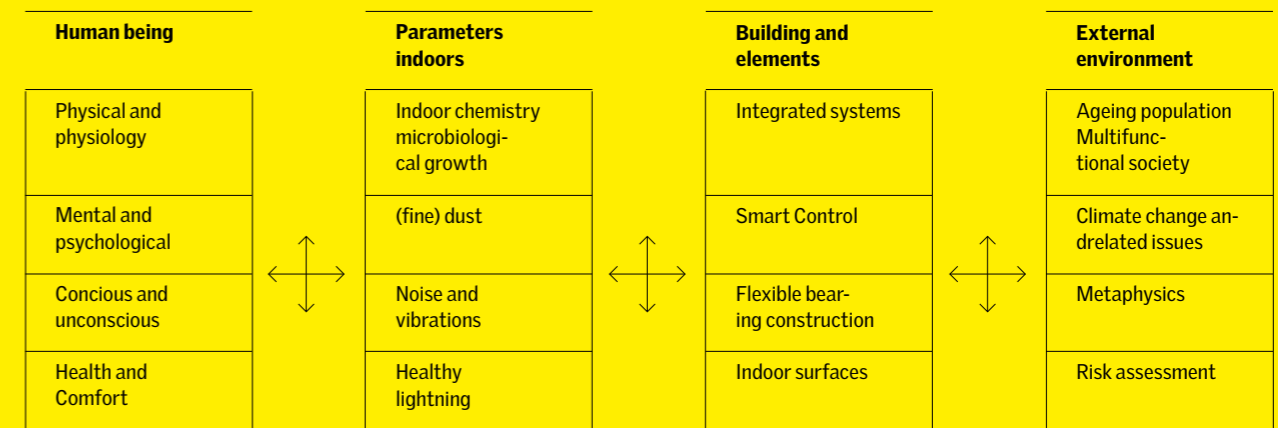 Human being
Parameters
indoors
Building and
elements
External
environment
Physical and
physiology
Indoor chemistry
microbiologi-
cal growth
Integrated systems
Ageing population
Multifunc-
tional society
Mental and
psychological
(fine) dust
Smart Control
Climate change an-
drelated issues
Concious and
unconscious
Noise and
vibrations
Flexible bear-
ing construction
Metaphysics
Health and
Comfort
Healthy
lightning
Indoor surfaces
Risk assessment